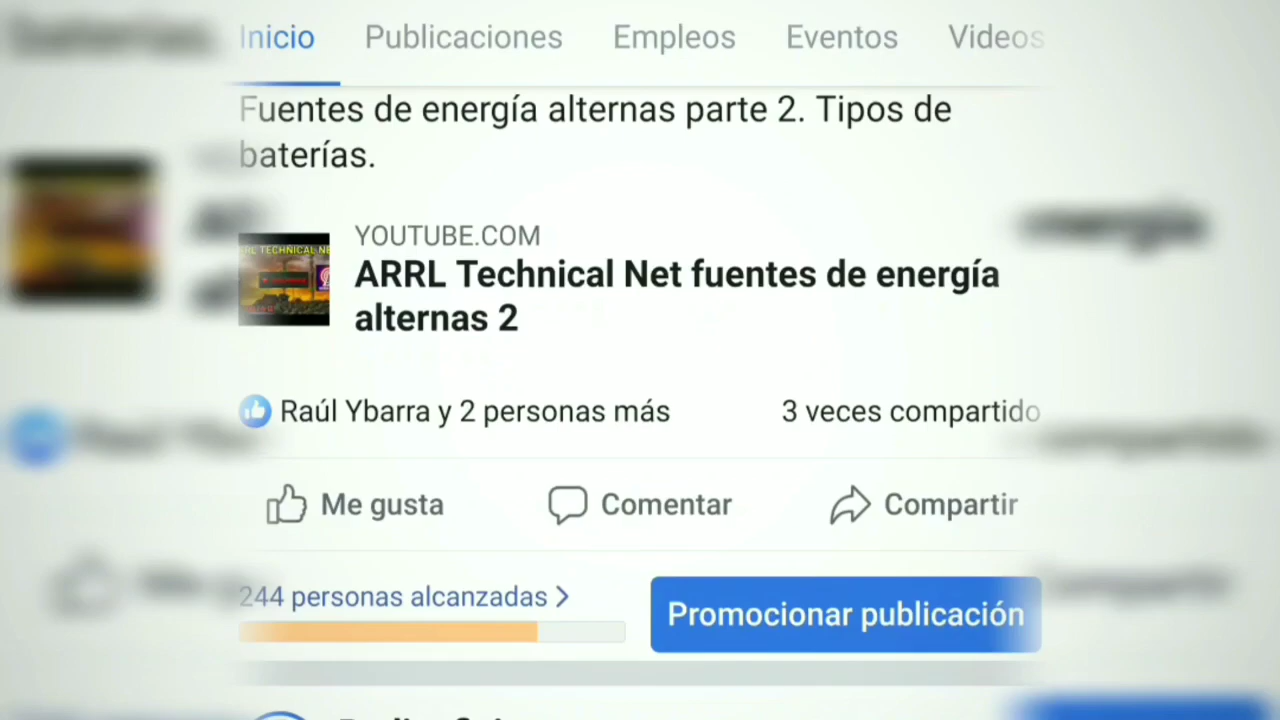 Inicio Publicaciones Empleos Eventos Videos
Fuentes de energía alternas parte 2. Tipos de
baterías.
YOUTUBE.COM
ARRL Technical Net fuentes de energía
alternas 2
Raúl Ybarra y 2 personas más 3 veces compartido
Me gusta Comentar Compartir
244 personas alcanzadas
Promocionar publicación